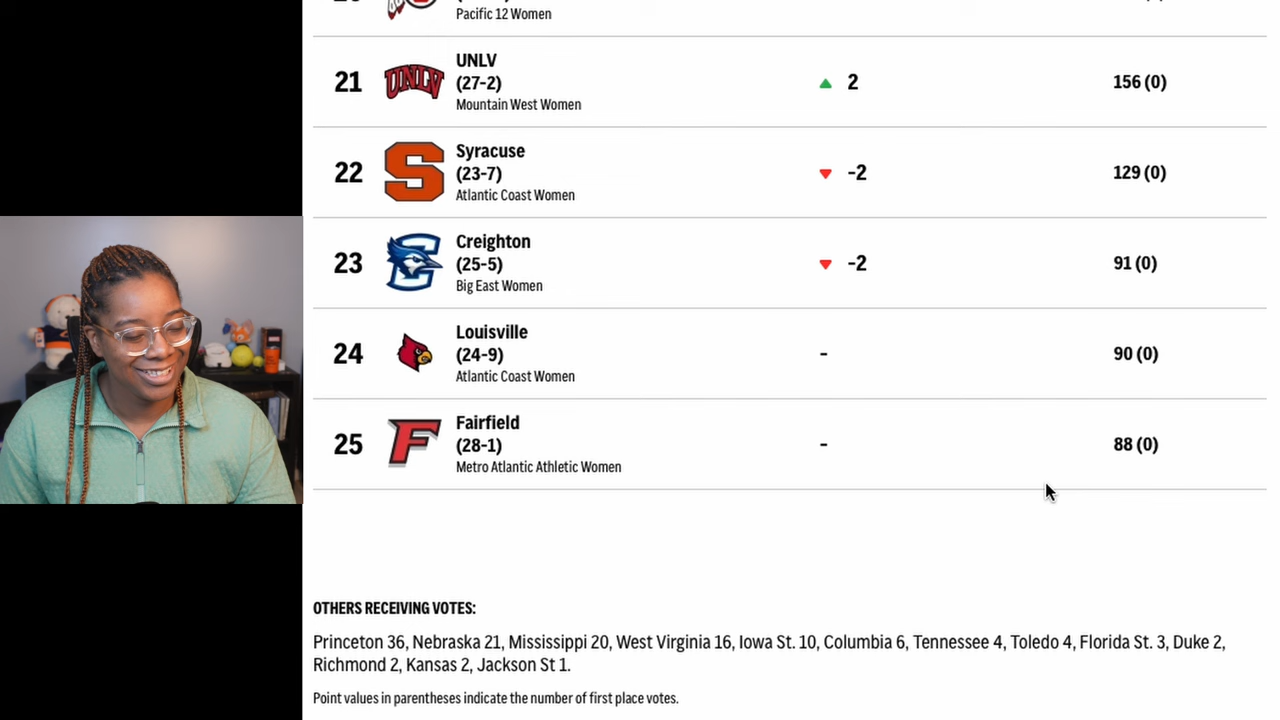 Pacific 12 Women
21
UNLV
UNLV
(27-2)
Mountain West Women
2
156 (0)
22
S
Syracuse
(23-7)
Atlantic Coast Women
-2
129 (0)
23
Creighton
(25-5)
Big East Women
-2
91 (0)
24
Louisville
(24-9)
Atlantic Coast Women
-
90 (0)
25
F
Fairfield
(28-1)
Metro Atlantic Athletic Women
-
88 (0)
OTHERS RECEIVING VOTES:
Princeton 36, Nebraska 21, Mississippi 20, West Virginia 16, Iowa St. 10, Columbia 6, Tennessee 4, Toledo 4, Florida St. 3, Duke 2,
Richmond 2, Kansas 2, Jackson St 1.
Point values in parentheses indicate the number of first place votes.